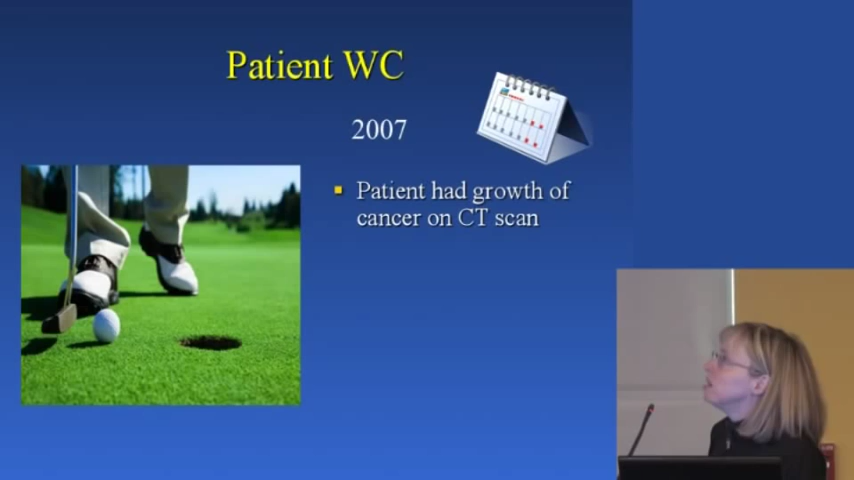 Patient WC
2007
Patient had growth of
cancer on CT scan